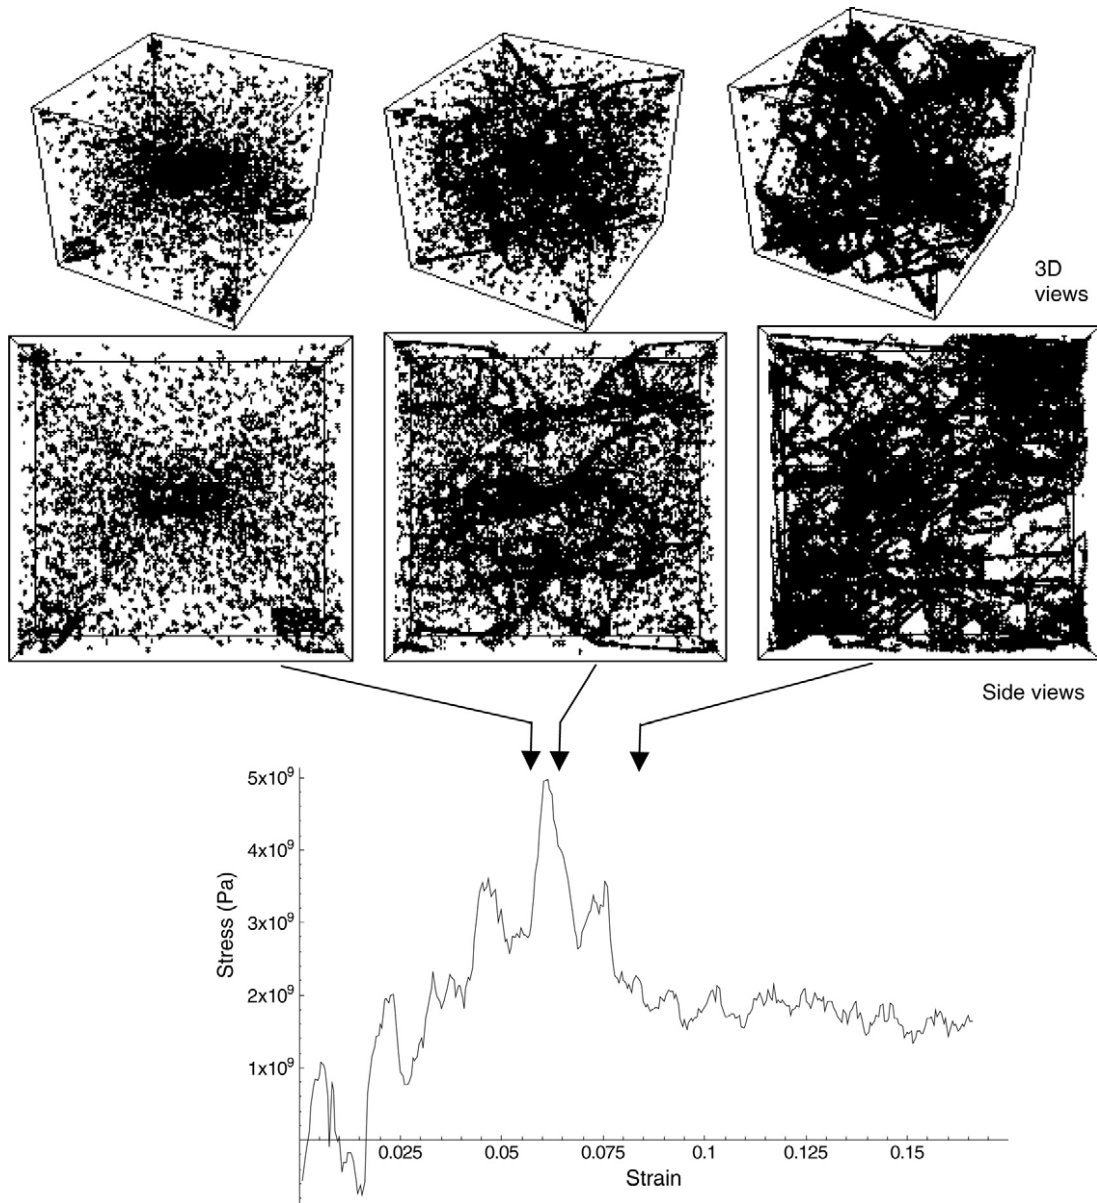 3D
views
Side views
5x10⁹
4x10⁹
3x10⁹
2x10⁹
1x10⁹
Stress (Pa)
0.025
0.05
0.075
0.1
0.125
0.15
Strain